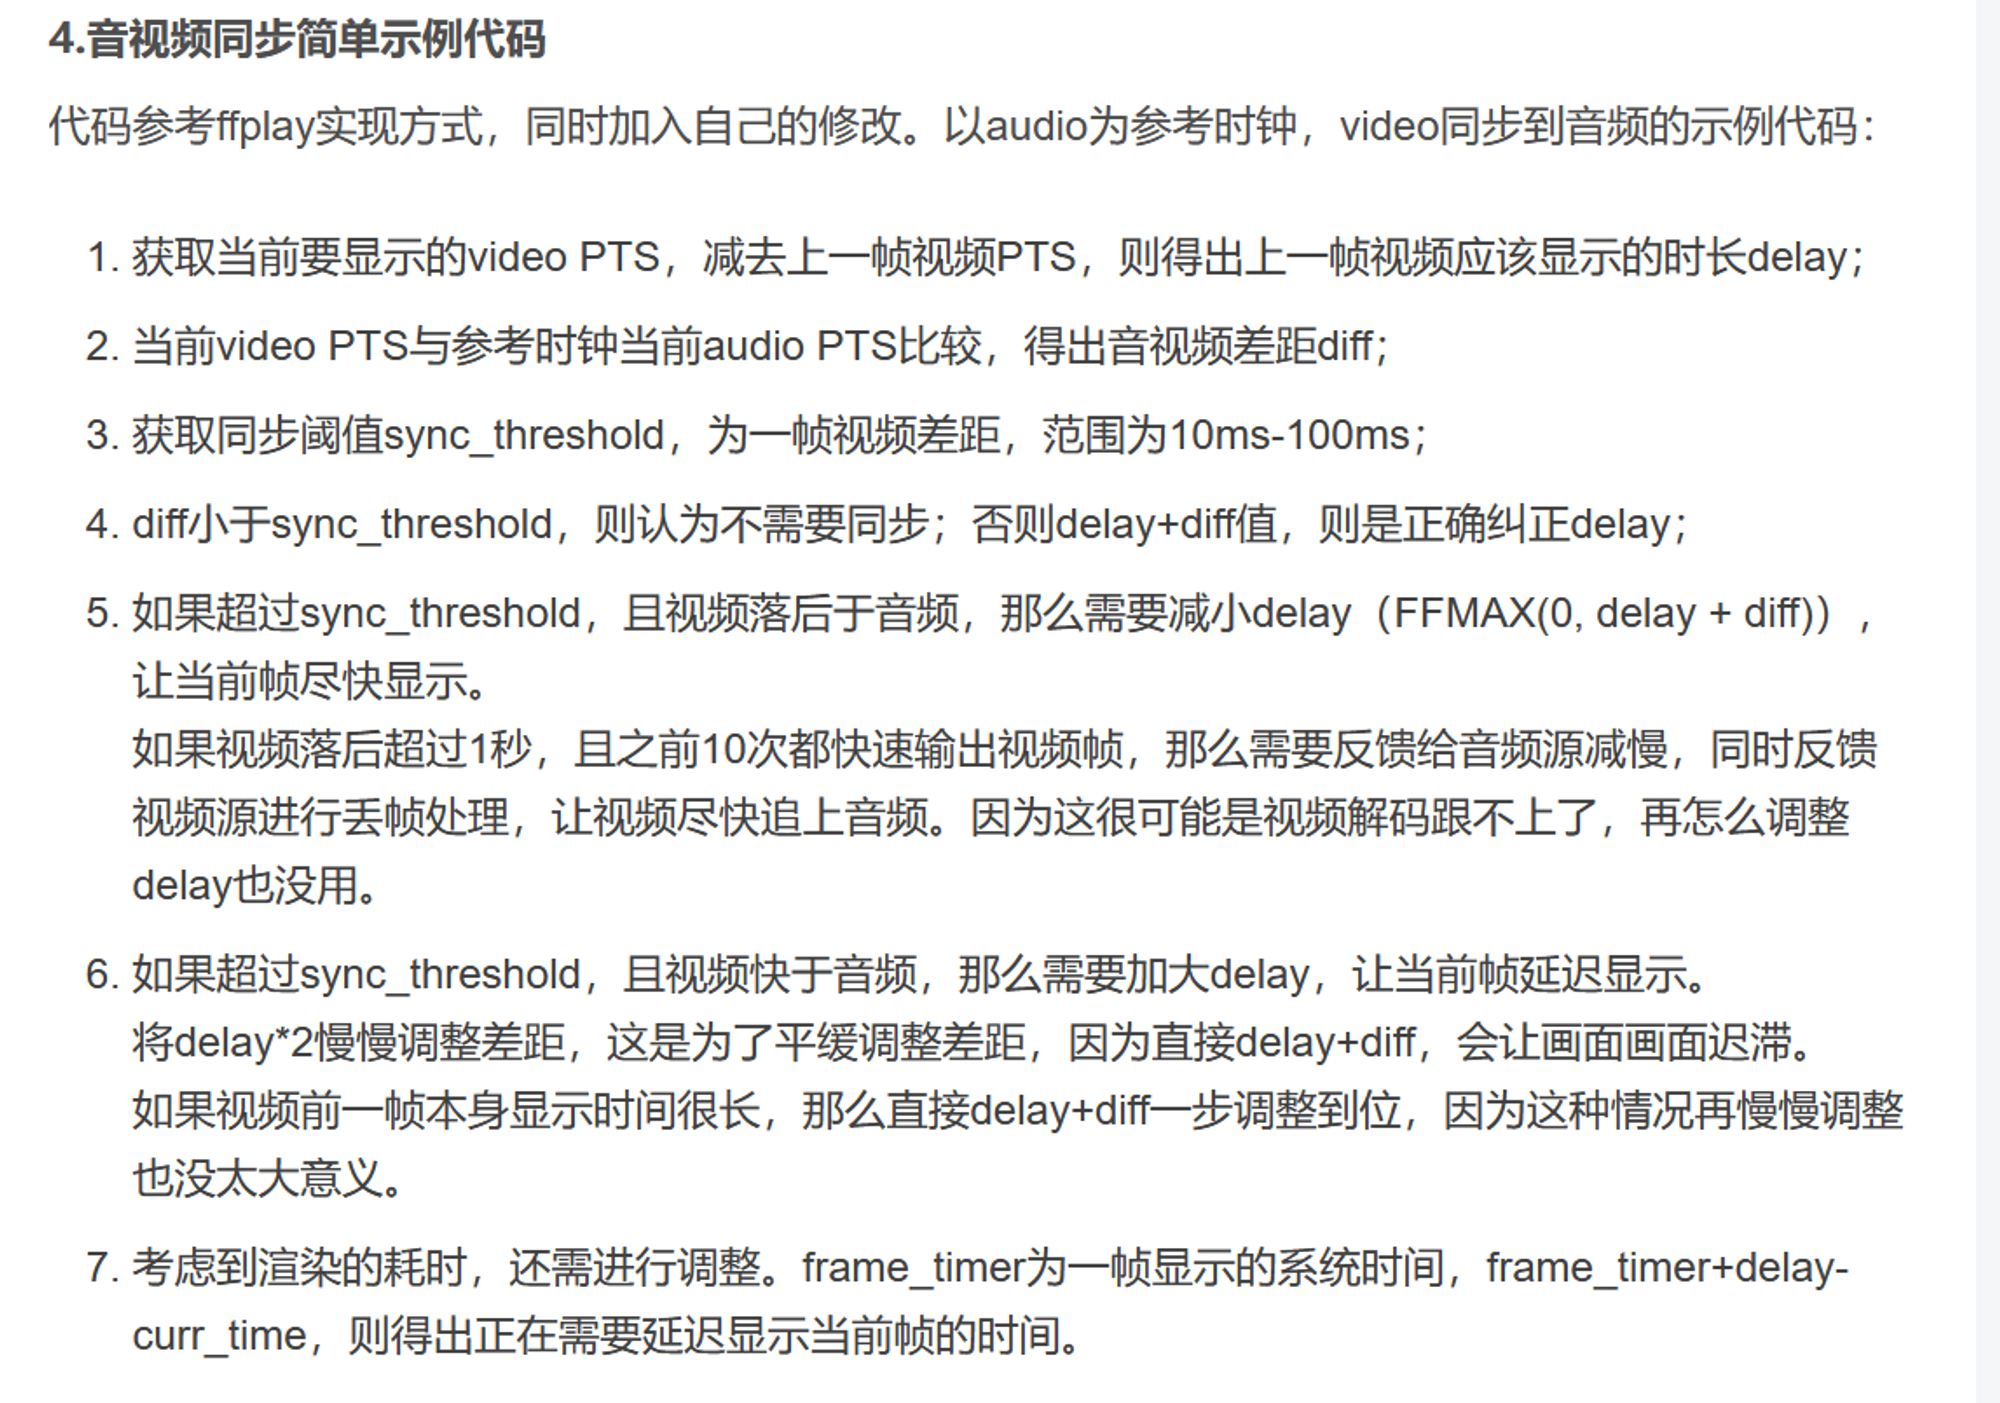 4.音视频同步简单示例代码
代码参考ffplay实现方式，同时加入自己的修改。以audio为参考时钟，video同步到音频的示例代码：
1. 获取当前要显示的video PTS，减去上一帧视频PTS，则得出上一帧视频应该显示的时长delay；
2. 当前video PTS与参考时钟当前audio PTS比较，得出音视频差距diff；
3. 获取同步阈值sync_threshold，为一帧视频差距，范围为10ms-100ms；
4. diff小于sync_threshold，则认为不需要同步；否则delay+diff值，则是正确纠正delay；
5. 如果超过sync_threshold，且视频落后于音频，那么需要减小delay（FFMAX(0, delay + diff)），
让当前帧尽快显示。
如果视频落后超过1秒，且之前10次都快速输出视频帧，那么需要反馈给音频源减慢，同时反馈
视频源进行丢帧处理，让视频尽快追上音频。因为这很可能是视频解码跟不上了，再怎么调整
delay也没用。
6. 如果超过sync_threshold，且视频快于音频，那么需要加大delay，让当前帧延迟显示。
将delay*2慢慢调整差距，这是为了平缓调整差距，因为直接delay+diff，会让画面画面迟滞。
如果视频前一帧本身显示时间很长，那么直接delay+diff一步调整到位，因为这种情况再慢慢调整
也没太大意义。
7. 考虑到渲染的耗时，还需进行调整。frame_timer为一帧显示的系统时间，frame_timer+delay-
curr_time，则得出正在需要延迟显示当前帧的时间。